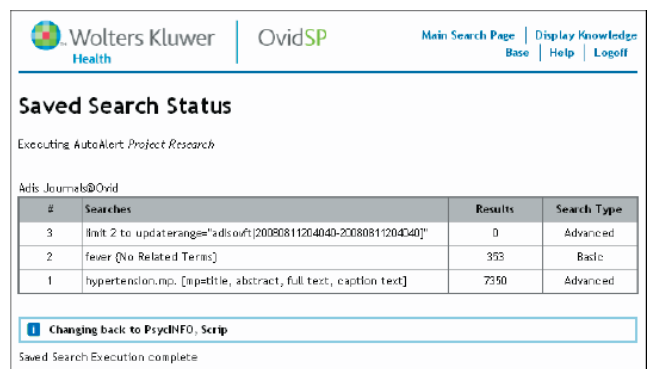 Wolters Kluwer | OvidSP Main Search Page | Display Knowledge
Health Base | Help | Logoff
Saved Search Status
Executing AutoAlert Project Research
Adis Journals@Ovid
# Searches Results Search Type
3 limit 2 to updaterange="adisovft[20080811204040-20080811204040]" 0 Advanced
2 fever {No Related Terms} 353 Basic
1 hypertension.mp. [mp=title, abstract, full text, caption text] 7350 Advanced
i Changing back to PsycINFO, Scrip
Saved Search Execution complete